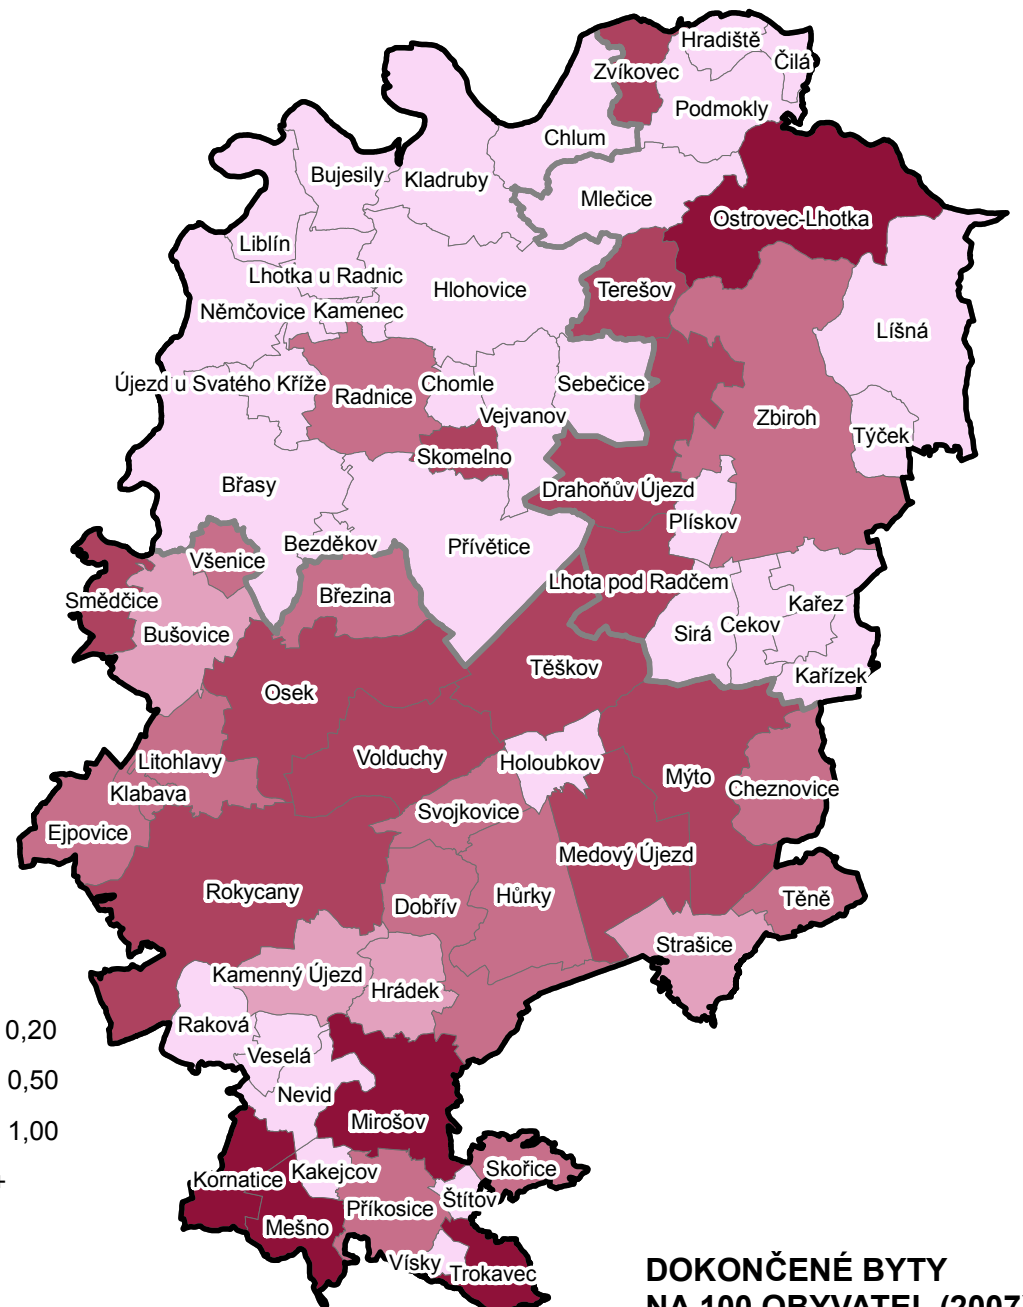 Hradiště
Zvíkovec
Čilá
Podmokly
Chlum
Bujesily
Kladruby
Mlečice
Ostrovec-Lhotka
Liblín
Lhotka u Radnic
Hlohovice
Terešov
Němčovice
Kamenec
Líšná
Újezd u Svatého Kříže
Radnice
Chomle
Sebečice
Vejvanov
Zbiroh
Týček
Skomelno
Břasy
Drahoňův Újezd
Plískov
Bezděkov
Přívětice
Všenice
Lhota pod Radčem
Březina
Smědčice
Kařez
Bušovice
Sirá
Cekov
Těškov
Kařízek
Osek
Litohlavy
Volduchy
Holoubkov
Mýto
Cheznovice
Klabava
Svojkovice
Ejpovice
Medový Újezd
Rokycany
Dobřív
Hůrky
Těně
Strašice
Kamenný Újezd
Hrádek
Raková
0,20
Veselá
0,50
Nevid
Mirošov
1,00
Skořice
Kakejcov
Kornatice
Štítov
Příkosice
Mešno
Vísky
Trokavec
DOKONČENÉ BYTY
NA 100 OBYVATEL (2007)